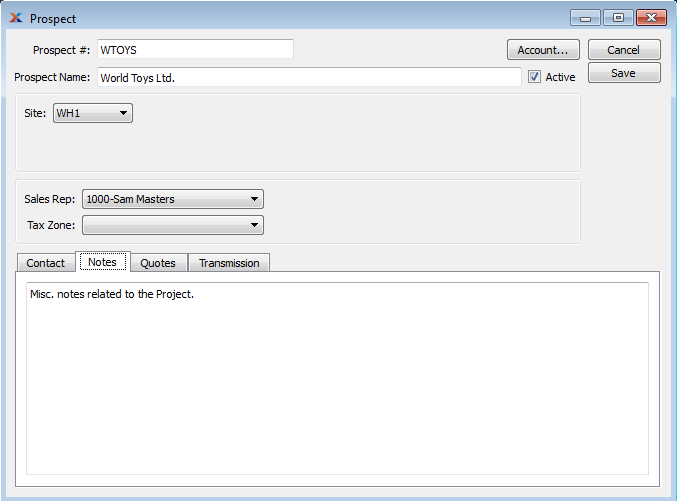 Prospect
Prospect #: WTOYS Account... Cancel
Prospect Name: World Toys Ltd. Active Save
Site: WH1
Sales Rep: 1000-Sam Masters
Tax Zone:
Contact Notes Quotes Transmission
Misc. notes related to the Project.